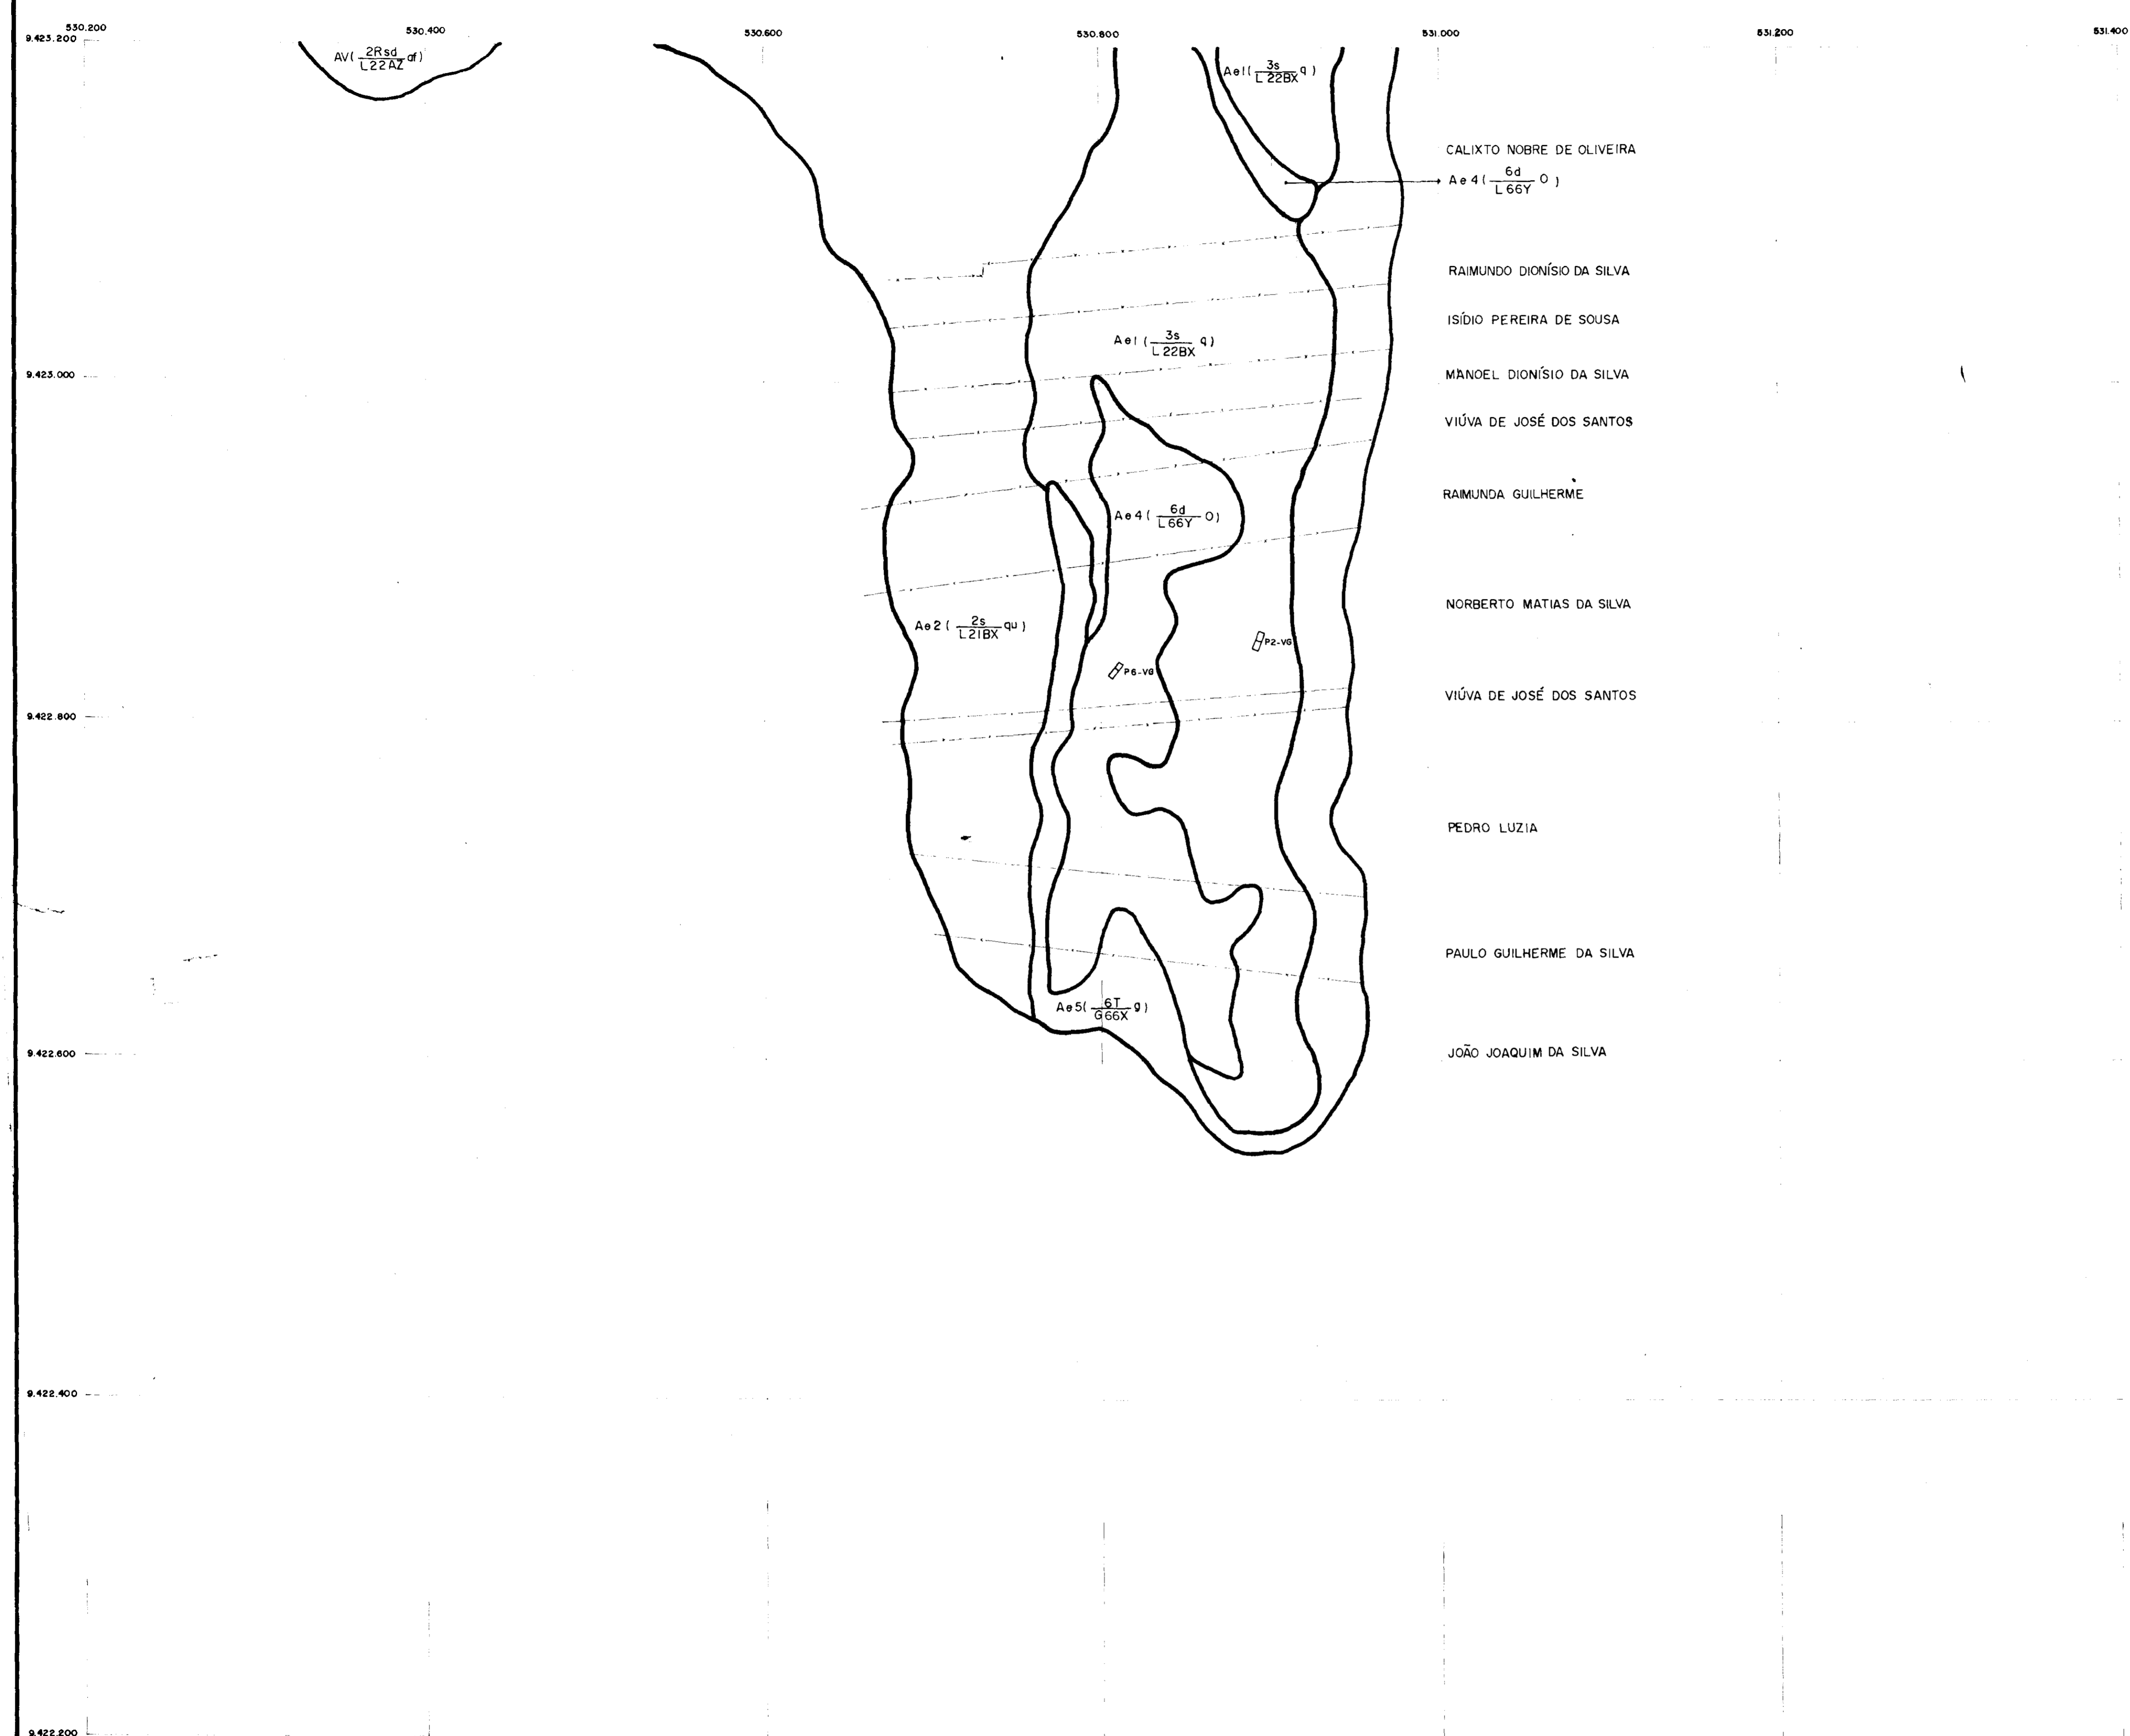 530.200
530.400
530.600
530.800
531.000
531.200
531.400
9.423.200
AV( 2Rsd / L22AZ af)
Ae1( 3s / L22BX q )
CALIXTO NOBRE DE OLIVEIRA
Ae4( 6d / L66Y O )
RAIMUNDO DIONÍSIO DA SILVA
ISÍDIO PEREIRA DE SOUSA
Ae1 ( 3s / L22BX q)
9.423.000
MANOEL DIONÍSIO DA SILVA
VIÚVA DE JOSÉ DOS SANTOS
RAIMUNDA GUILHERME
Ae4( 6d / L66Y O)
NORBERTO MATIAS DA SILVA
Ae2 ( 2s / L21BX qu )
P2-VG
P6-VG
VIÚVA DE JOSÉ DOS SANTOS
9.422.800
PEDRO LUZIA
PAULO GUILHERME DA SILVA
Ae5( 6T / G66X g)
9.422.600
JOÃO JOAQUIM DA SILVA
9.422.400
9.422.200